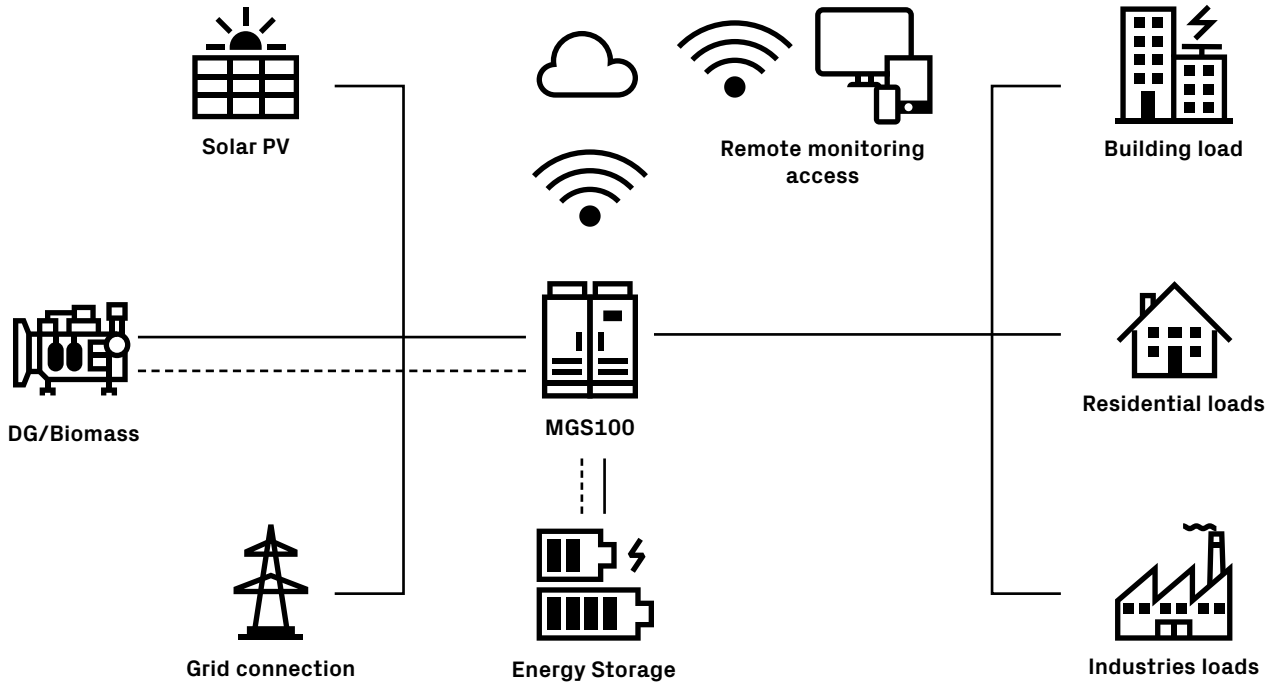 Solar PV
Remote monitoring
access
Building load
DG/Biomass
MGS100
Residential loads
Grid connection
Energy Storage
Industries loads